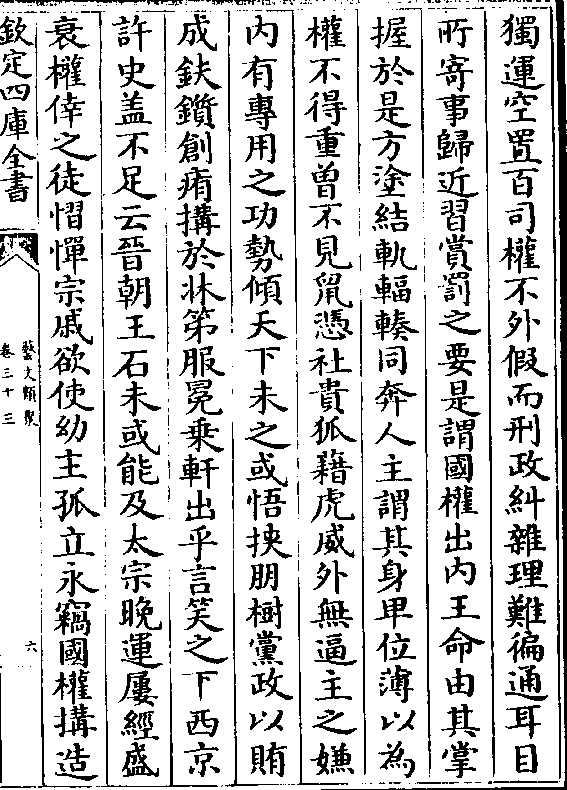 獨運空置百司權不外假而刑政糾雜理難徧通耳目
所寄事歸近習賞罰之要是謂國權出内王命由其掌
握於是方塗結軌輻輳同奔人主謂其身卑位薄以為
權不得重曾不見䑕憑社貴狐藉虎威外無逼主之嫌
内有專用之功勢傾天下未之或悟挾朋樹黨政以賄
成鈇鑕創痏搆於牀第服冕乗軒出乎言笑之下西京
許史盖不足云晉朝王石未或能及太宗晚運屢經盛
衰權倖之徒慴憚宗戚欲使幼主孤立永竊國權搆造
欽定四庫全書
藝文類聚
卷三十三
六